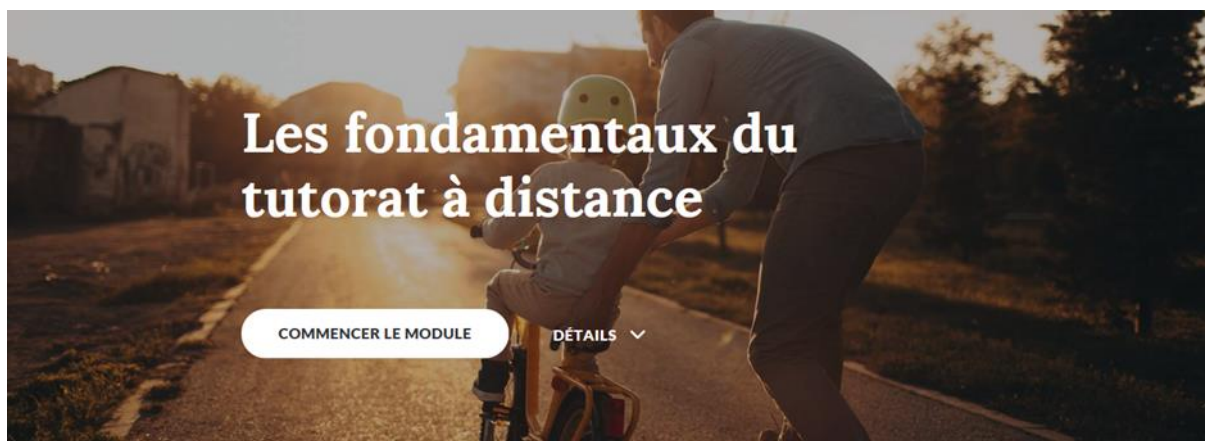 Les fondamentaux du
tutorat à distance
COMMENCER LE MODULE
DÉTAILS